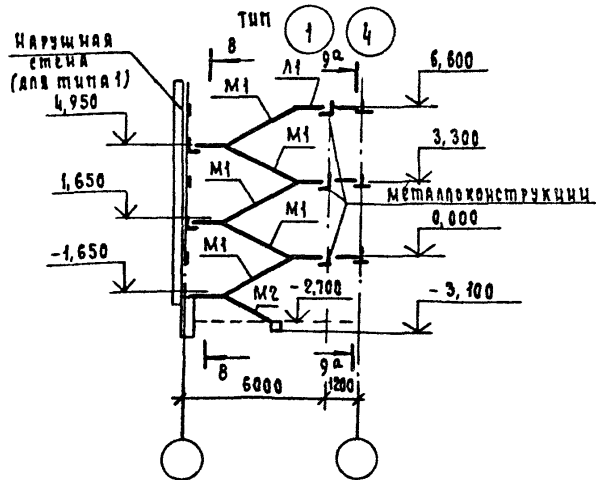 ТИП
1
4
НАРУЖНАЯ
СТЕНА
(ДЛЯ ТИПА 1)
8
9а
6,600
Л1
М1
4,950
М1
3,300
М1
МЕТАЛЛОКОНСТРУКЦИИ
1,650
М1
0,000
-1,650
М1
М2
-2,700
-3,100
8
9а
6000
1200